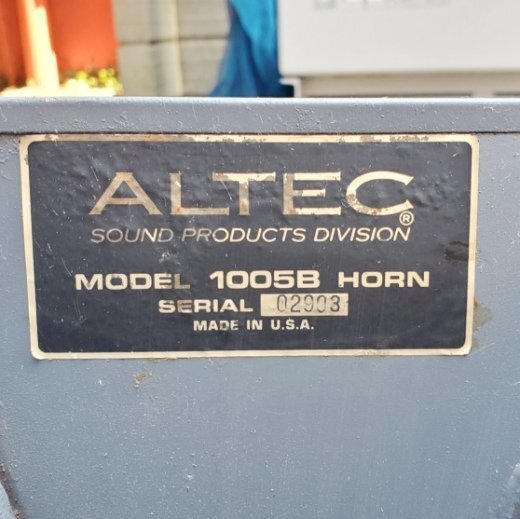 ALTEC®
SOUND PRODUCTS DIVISION
MODEL 1005B HORN
SERIAL 02903
MADE IN U.S.A.